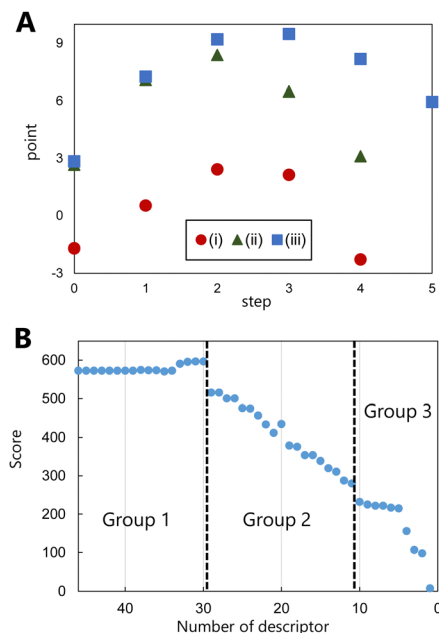 A
9
6
3
0
-3
point
(i) (ii) (iii)
0 1 2 3 4 5
step
B
600
500
400
300
200
100
0
Score
Group 3
Group 1 Group 2
40 30 20 10 0
Number of descriptor